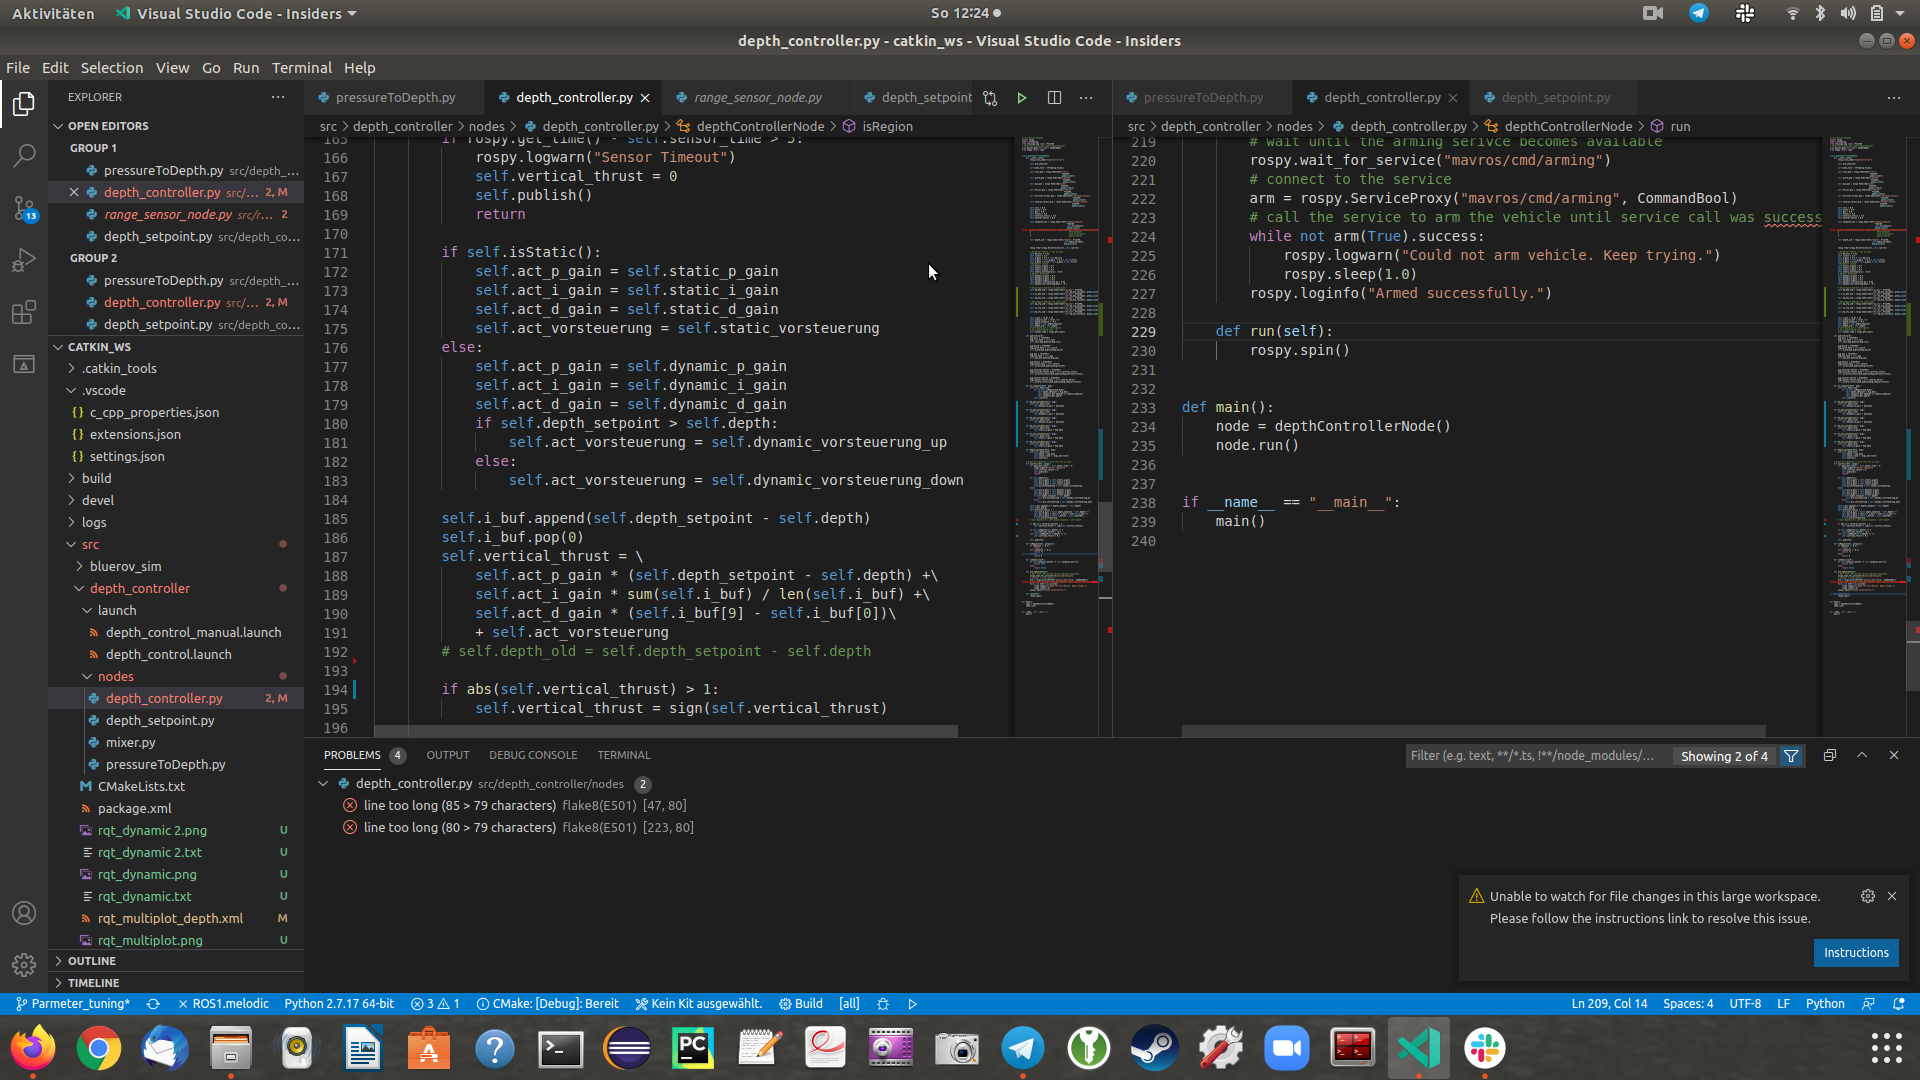 Aktivitäten
Visual Studio Code - Insiders
So 12:24
depth_controller.py - catkin_ws - Visual Studio Code - Insiders
File Edit Selection View Go Run Terminal Help
EXPLORER
OPEN EDITORS
GROUP 1
pressureToDepth.py src/depth_...
depth_controller.py src/... 2, M
range_sensor_node.py src/r... 2
depth_setpoint.py src/depth_co...
GROUP 2
pressureToDepth.py src/depth_...
depth_controller.py src/... 2, M
depth_setpoint.py src/depth_co...
13
CATKIN_WS
.catkin_tools
.vscode
{} c_cpp_properties.json
{} extensions.json
{} settings.json
build
devel
logs
src
bluerov_sim
depth_controller
launch
depth_control_manual.launch
depth_control.launch
nodes
depth_controller.py 2, M
depth_setpoint.py
mixer.py
pressureToDepth.py
CMakeLists.txt
package.xml
rqt_dynamic 2.png U
rqt_dynamic 2.txt U
rqt_dynamic.png U
rqt_dynamic.txt U
rqt_multiplot_depth.xml M
rqt_multiplot.png U
OUTLINE
TIMELINE
pressureToDepth.py depth_controller.py range_sensor_node.py depth_setpoint
src > depth_controller > nodes > depth_controller.py > depthControllerNode > isRegion
165 if rospy.get_time() - self.sensor_time > 5:
166 rospy.logwarn("Sensor Timeout")
167 self.vertical_thrust = 0
168 self.publish()
169 return
170
171 if self.isStatic():
172 self.act_p_gain = self.static_p_gain
173 self.act_i_gain = self.static_i_gain
174 self.act_d_gain = self.static_d_gain
175 self.act_vorsteuerung = self.static_vorsteuerung
176 else:
177 self.act_p_gain = self.dynamic_p_gain
178 self.act_i_gain = self.dynamic_i_gain
179 self.act_d_gain = self.dynamic_d_gain
180 if self.depth_setpoint > self.depth:
181 self.act_vorsteuerung = self.dynamic_vorsteuerung_up
182 else:
183 self.act_vorsteuerung = self.dynamic_vorsteuerung_down
184
185 self.i_buf.append(self.depth_setpoint - self.depth)
186 self.i_buf.pop(0)
187 self.vertical_thrust = \
188 self.act_p_gain * (self.depth_setpoint - self.depth) +\
189 self.act_i_gain * sum(self.i_buf) / len(self.i_buf) +\
190 self.act_d_gain * (self.i_buf[9] - self.i_buf[0])\
191 + self.act_vorsteuerung
192 # self.depth_old = self.depth_setpoint - self.depth
193
194 if abs(self.vertical_thrust) > 1:
195 self.vertical_thrust = sign(self.vertical_thrust)
196
pressureToDepth.py depth_controller.py depth_setpoint.py
src > depth_controller > nodes > depth_controller.py > depthControllerNode > run
219 # wait until the arming serivce becomes available
220 rospy.wait_for_service("mavros/cmd/arming")
221 # connect to the service
222 arm = rospy.ServiceProxy("mavros/cmd/arming", CommandBool)
223 # call the service to arm the vehicle until service call was success
224 while not arm(True).success:
225 rospy.logwarn("Could not arm vehicle. Keep trying.")
226 rospy.sleep(1.0)
227 rospy.loginfo("Armed successfully.")
228
229 def run(self):
230 rospy.spin()
231
232
233 def main():
234 node = depthControllerNode()
235 node.run()
236
237
238 if __name__ == "__main__":
239 main()
240
PROBLEMS 4 OUTPUT DEBUG CONSOLE TERMINAL
Filter (e.g. text, **/*.ts, !**/node_modules/... Showing 2 of 4
depth_controller.py src/depth_controller/nodes 2
line too long (85 > 79 characters) flake8(E501) [47, 80]
line too long (80 > 79 characters) flake8(E501) [223, 80]
Unable to watch for file changes in this large workspace.
Please follow the instructions link to resolve this issue.
Instructions
Parmeter_tuning* ROS1.melodic Python 2.7.17 64-bit 3 1 CMake: [Debug]: Bereit Kein Kit ausgewählt. Build [all] Ln 209, Col 14 Spaces: 4 UTF-8 LF Python
PC